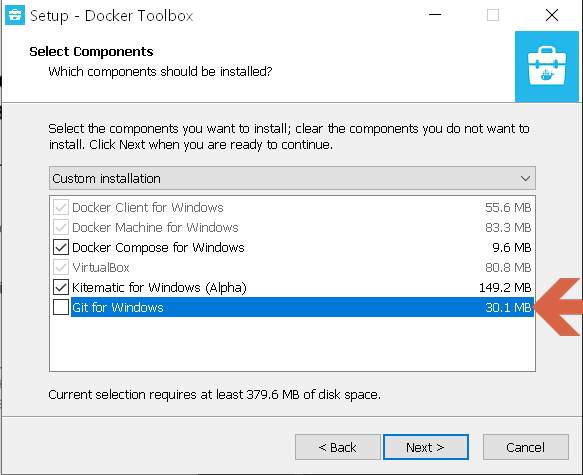 Setup - Docker Toolbox
Select Components
Which components should be installed?
Select the components you want to install; clear the components you do not want to
install. Click Next when you are ready to continue.
Custom installation
Docker Client for Windows 55.6 MB
Docker Machine for Windows 83.3 MB
Docker Compose for Windows 9.6 MB
VirtualBox 80.8 MB
Kitematic for Windows (Alpha) 149.2 MB
Git for Windows 30.1 MB
Current selection requires at least 379.6 MB of disk space.
< Back Next > Cancel